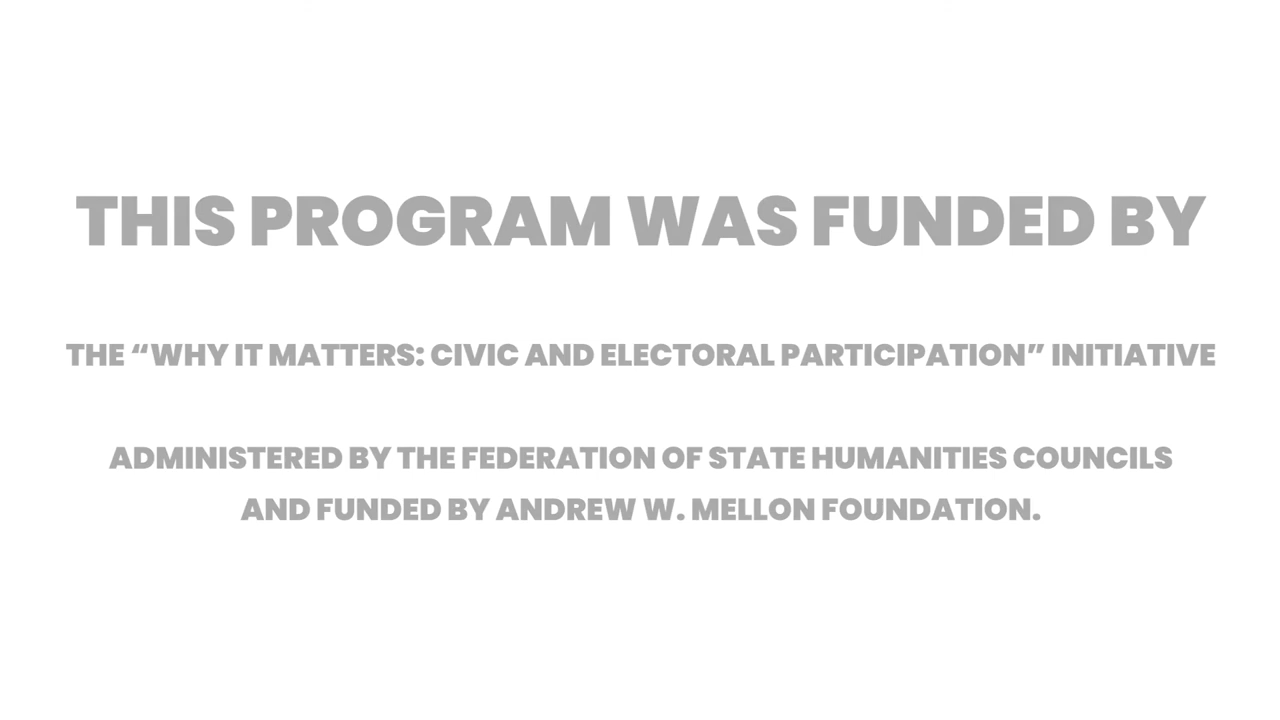 THIS PROGRAM WAS FUNDED BY
THE “WHY IT MATTERS: CIVIC AND ELECTORAL PARTICIPATION” INITIATIVE
ADMINISTERED BY THE FEDERATION OF STATE HUMANITIES COUNCILS
AND FUNDED BY ANDREW W. MELLON FOUNDATION.